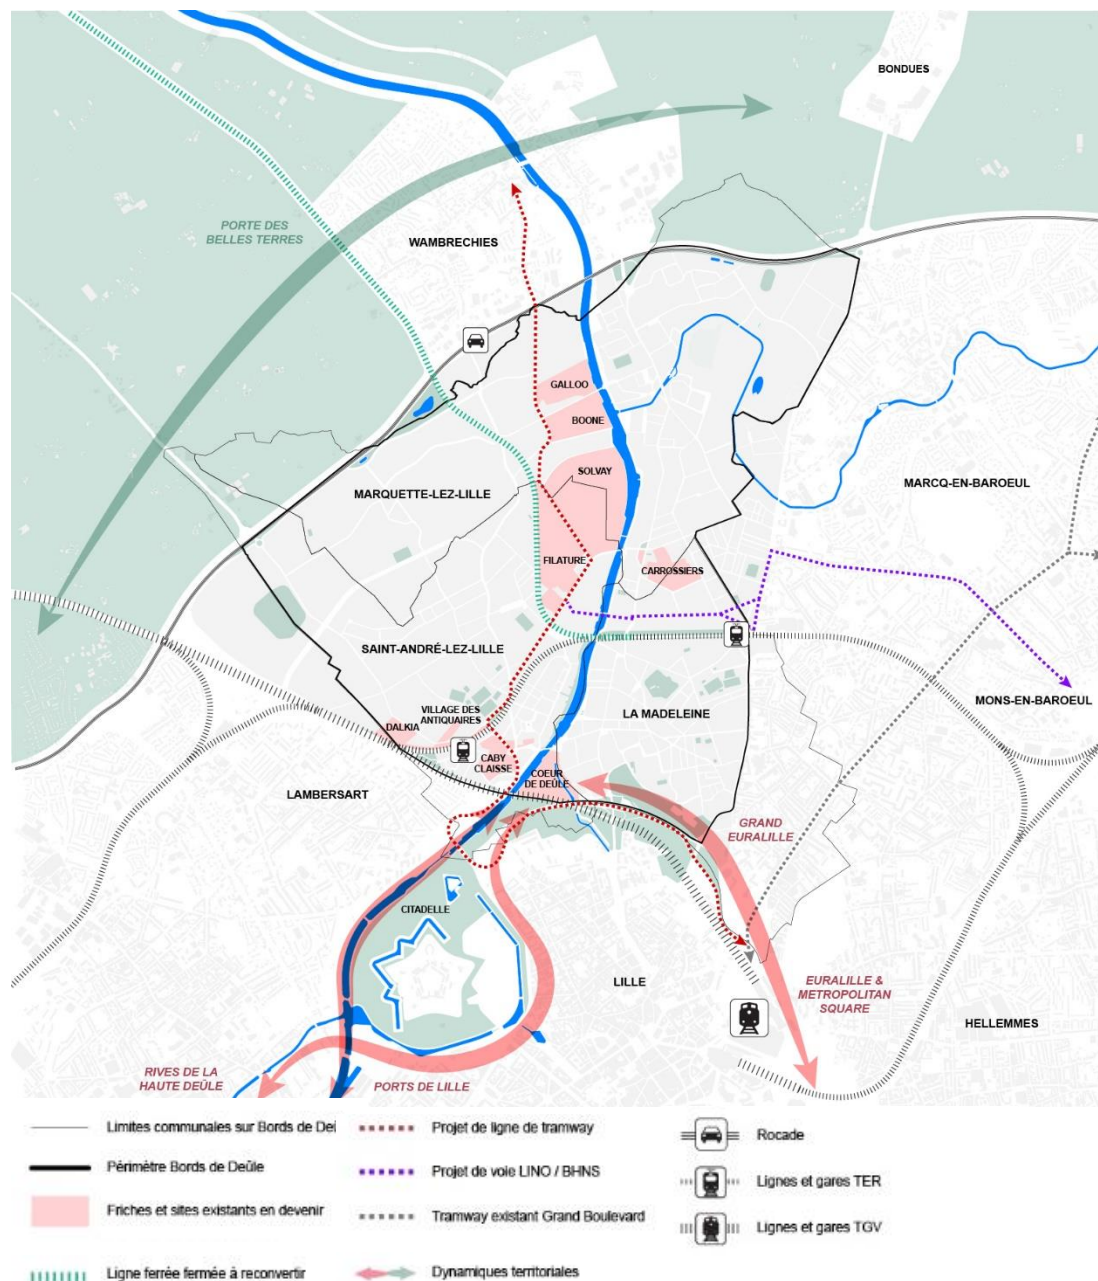 BONDUES
PORTE DES
BELLES TERRES
WAMBRECHIES
GALLOO
BOONE
SOLVAY
MARQUETTE-LEZ-LILLE
MARCQ-EN-BAROEUL
FILATURE
CARROSSIERS
SAINT-ANDRÉ-LEZ-LILLE
VILLAGE DES
ANTIQUAIRES
DALKIA
LA MADELEINE
MONS-EN-BAROEUL
CABY
CLAISSE
COEUR
DE DEÛLE
LAMBERSART
GRAND
EURALILLE
CITADELLE
LILLE
EURALILLE &
METROPOLITAN
SQUARE
HELLEMMES
RIVES DE LA
HAUTE DEÛLE
PORTS DE LILLE
Limites communales sur Bords de Deû
Périmètre Bords de Deûle
Friches et sites existants en devenir
Ligne ferrée fermée à reconvertir
Projet de ligne de tramway
Projet de voie LINO / BHNS
Tramway existant Grand Boulevard
Dynamiques territoriales
Rocade
Lignes et gares TER
Lignes et gares TGV